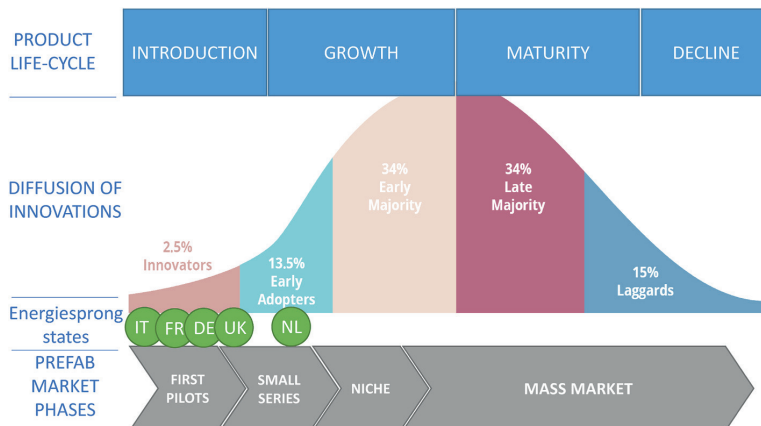 PRODUCT
LIFE-CYCLE
INTRODUCTION
GROWTH
MATURITY
DECLINE
DIFFUSION OF
INNOVATIONS
2.5%
Innovators
13.5%
Early
Adopters
34%
Early
Majority
34%
Late
Majority
15%
Laggards
Energiesprong
states
IT
FR
DE
UK
NL
PREFAB
MARKET
PHASES
FIRST
PILOTS
SMALL
SERIES
NICHE
MASS MARKET